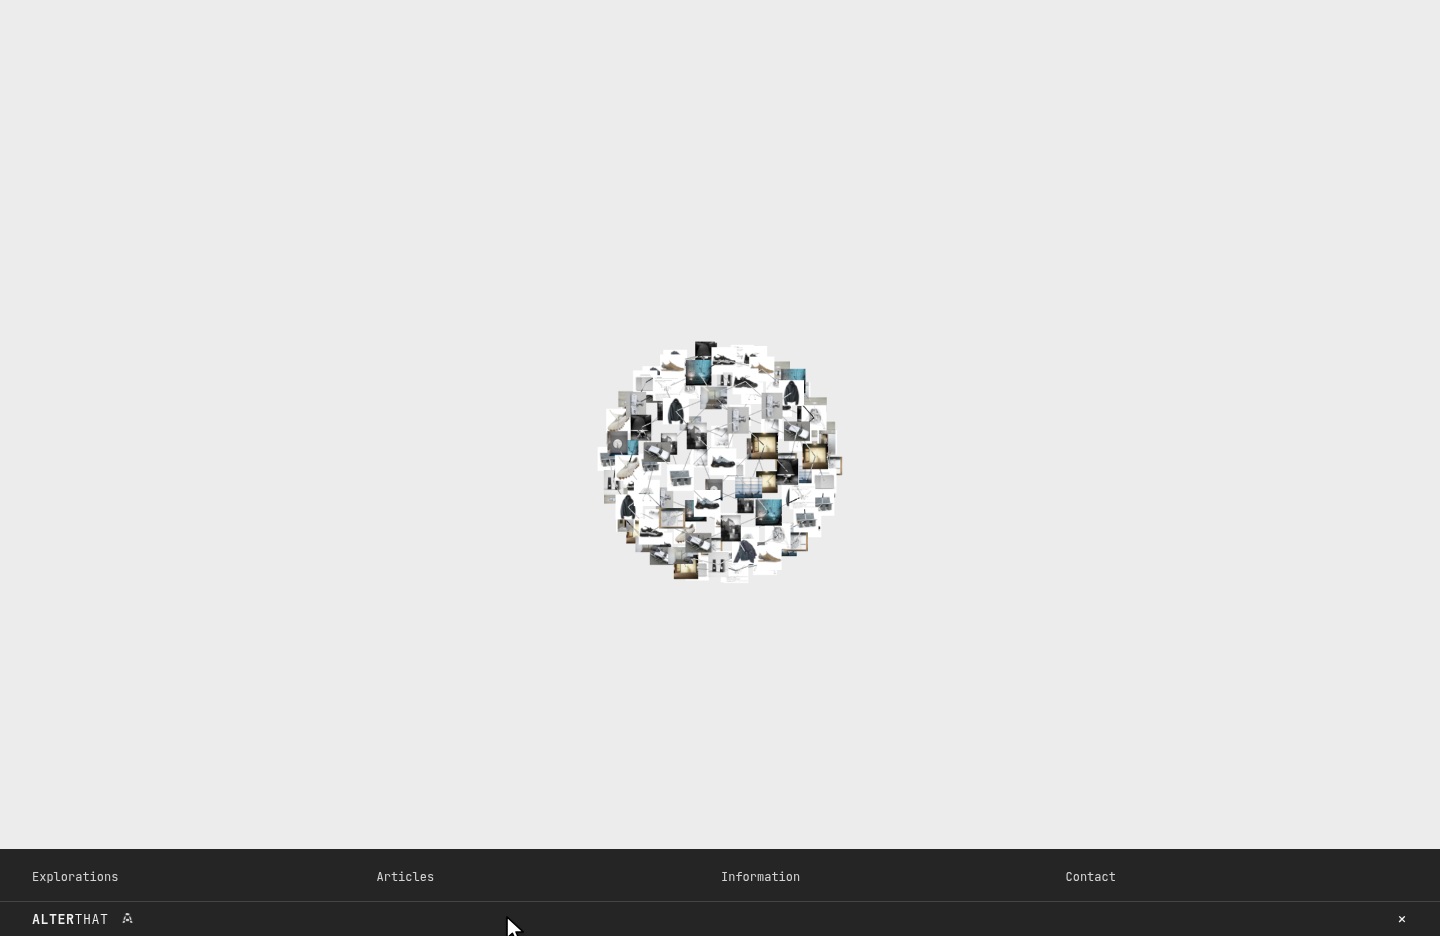 Explorations
Articles
Information
Contact
ALTERTHAT
×